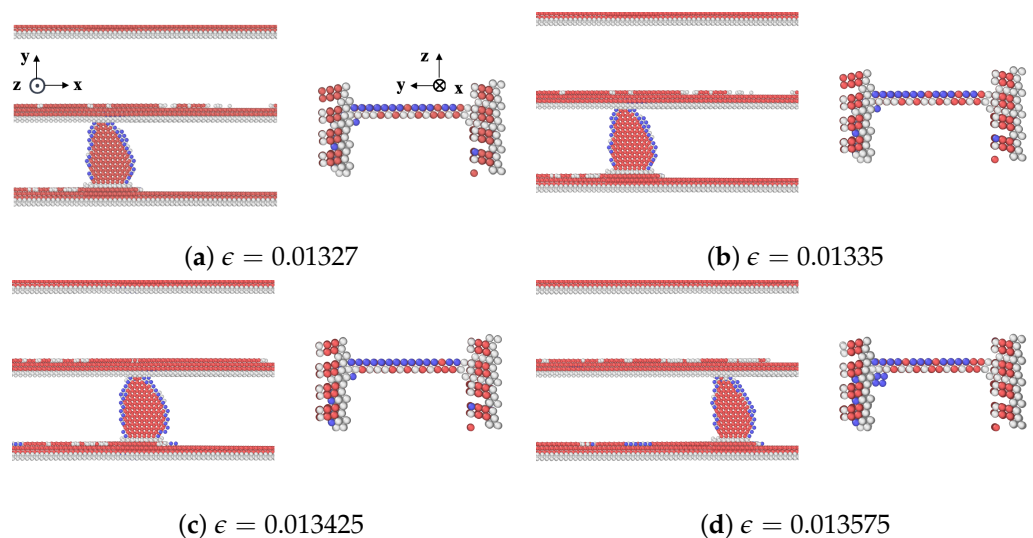 y
z
x
z
y
x
(a) ϵ = 0.01327
(b) ϵ = 0.01335
(c) ϵ = 0.013425
(d) ϵ = 0.013575